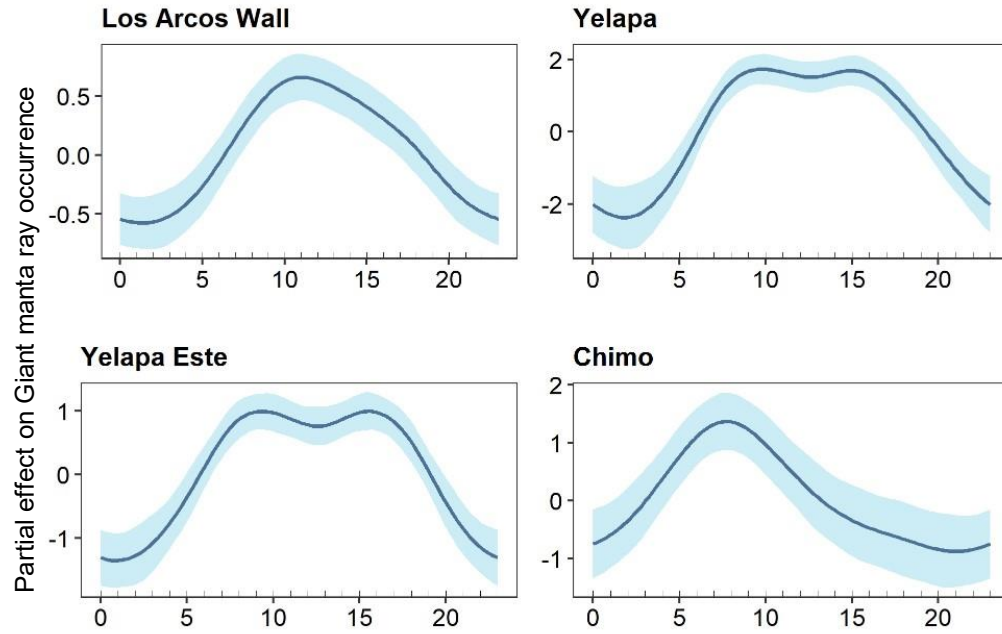 Partial effect on Giant manta ray occurrence
Los Arcos Wall
0.5
0.0
-0.5
0 5 10 15 20
Yelapa
2
0
-2
0 5 10 15 20
Yelapa Este
1
0
-1
0 5 10 15 20
Chimo
2
1
0
-1
0 5 10 15 20